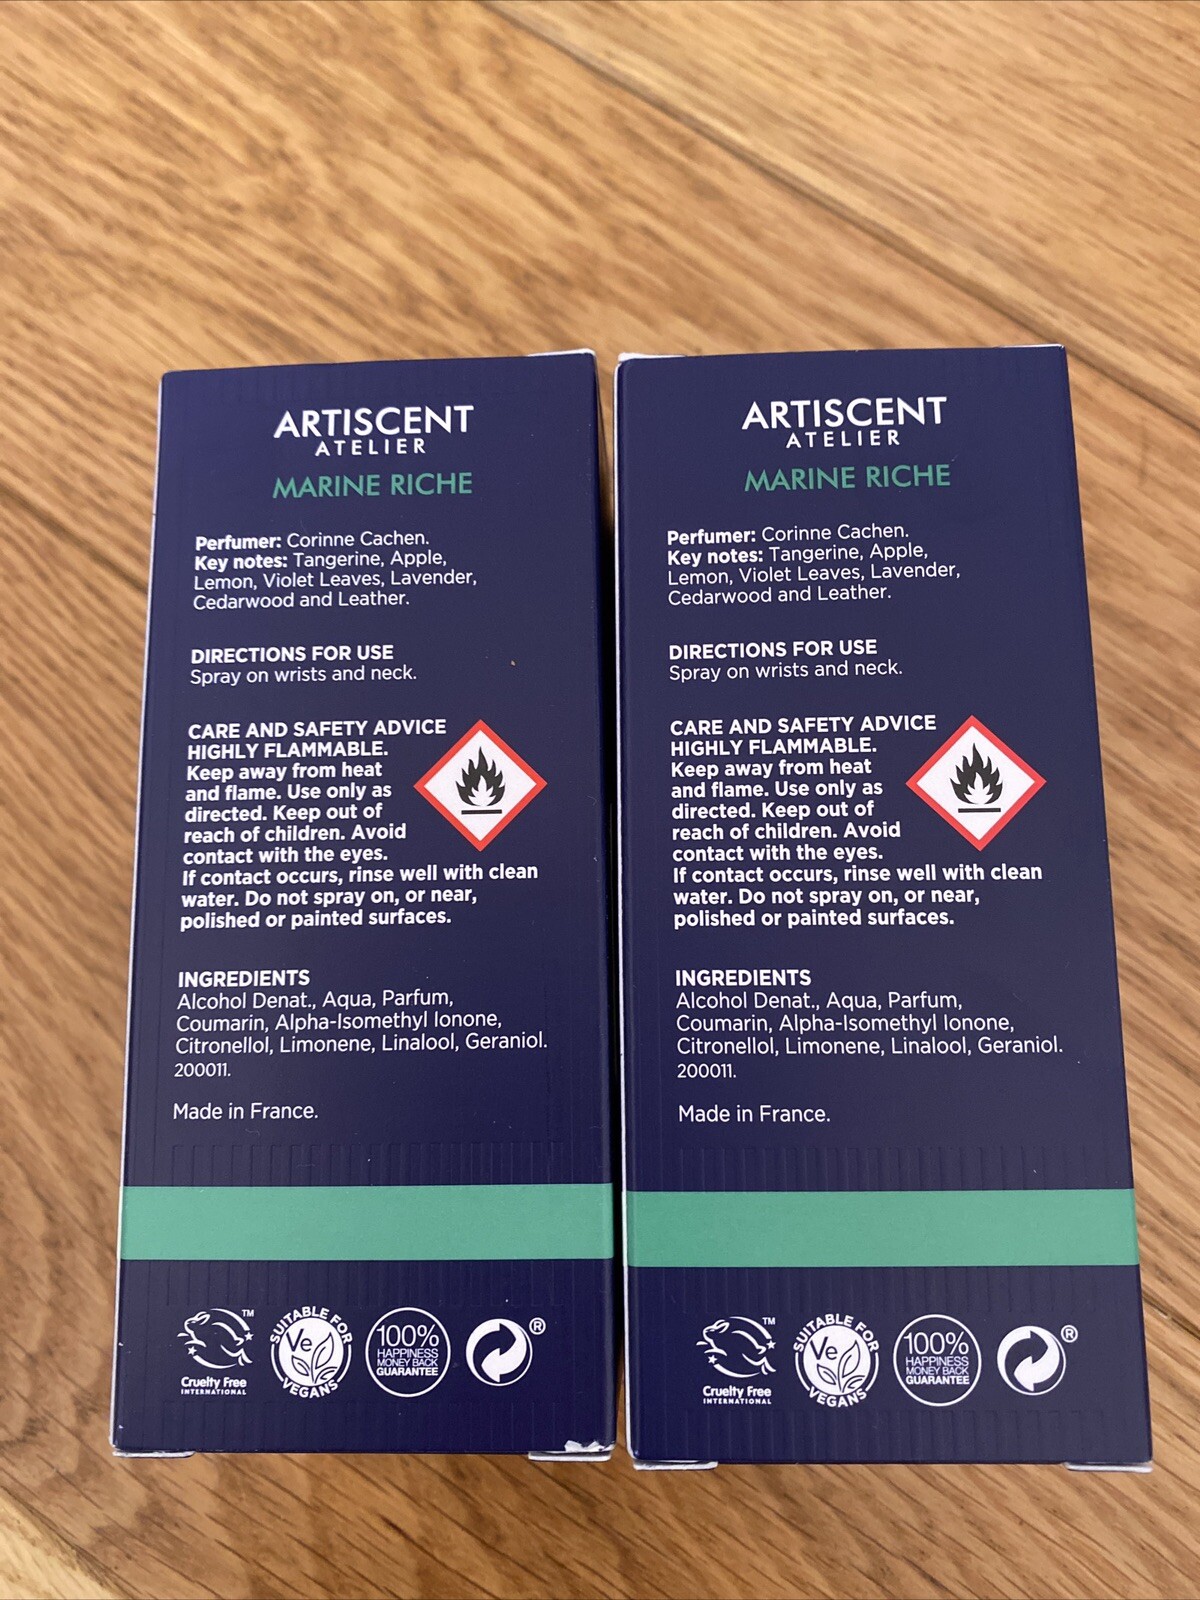 ARTISCENT
ATELIER
MARINE RICHE
Perfumer: Corinne Cachen.
Key notes: Tangerine, Apple,
Lemon, Violet Leaves, Lavender,
Cedarwood and Leather.
DIRECTIONS FOR USE
Spray on wrists and neck.
CARE AND SAFETY ADVICE
HIGHLY FLAMMABLE.
Keep away from heat
and flame. Use only as
directed. Keep out of
reach of children. Avoid
contact with the eyes.
If contact occurs, rinse well with clean
water. Do not spray on, or near,
polished or painted surfaces.
INGREDIENTS
Alcohol Denat., Aqua, Parfum,
Coumarin, Alpha-Isomethyl Ionone,
Citronellol, Limonene, Linalool, Geraniol.
200011.
Made in France.
TM
Cruelty Free
INTERNATIONAL
SUITABLE FOR
Ve
VEGANS
100%
HAPPINESS
MONEY BACK
GUARANTEE
®
ARTISCENT
ATELIER
MARINE RICHE
Perfumer: Corinne Cachen.
Key notes: Tangerine, Apple,
Lemon, Violet Leaves, Lavender,
Cedarwood and Leather.
DIRECTIONS FOR USE
Spray on wrists and neck.
CARE AND SAFETY ADVICE
HIGHLY FLAMMABLE.
Keep away from heat
and flame. Use only as
directed. Keep out of
reach of children. Avoid
contact with the eyes.
If contact occurs, rinse well with clean
water. Do not spray on, or near,
polished or painted surfaces.
INGREDIENTS
Alcohol Denat., Aqua, Parfum,
Coumarin, Alpha-Isomethyl Ionone,
Citronellol, Limonene, Linalool, Geraniol.
200011.
Made in France.
TM
Cruelty Free
INTERNATIONAL
SUITABLE FOR
Ve
VEGANS
100%
HAPPINESS
MONEY BACK
GUARANTEE
®